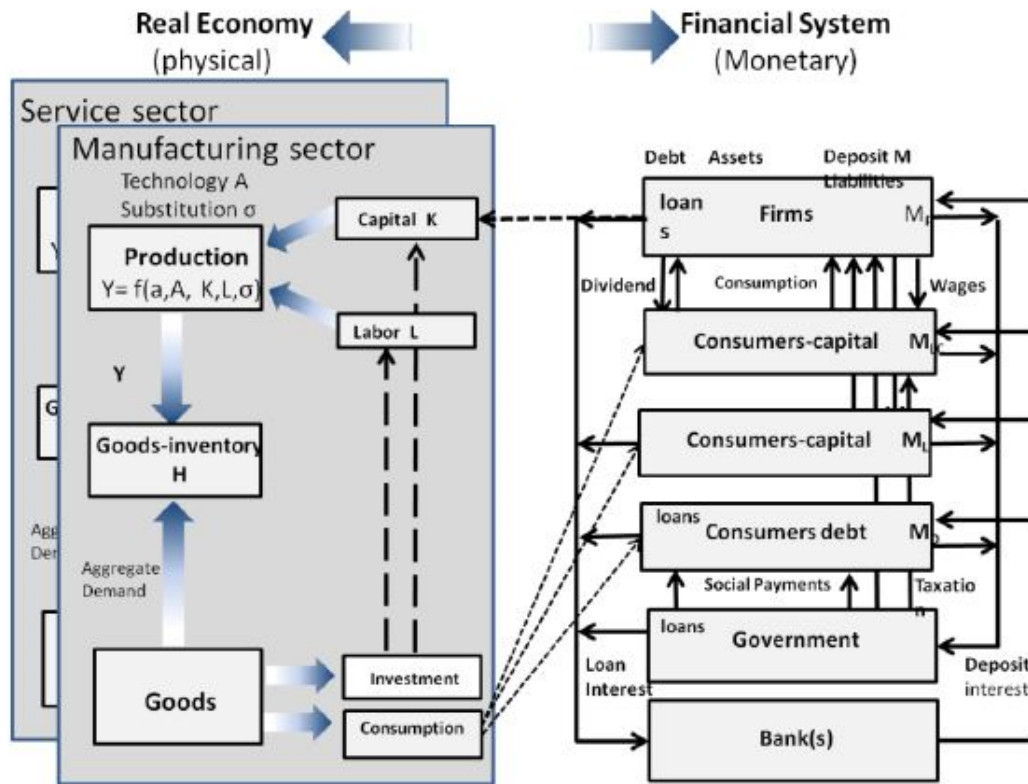 Real Economy
(physical)
Financial System
(Monetary)
Service sector
Manufacturing sector
Technology A
Substitution σ
Capital K
Production
Y= f(a,A, K,L,σ)
Labor L
Y
Y
Goods-inventory
H
G
Agg
Der
Aggregate
Demand
Goods
Investment
Consumption
Debt Assets Deposit M
Liabilities
loan
s
Firms
Dividend
Consumption
Wages
Consumers-capital
Consumers-capital
loans
Consumers debt
Social Payments
Taxatio
n
loans
Government
Loan
Interest
Deposit
interest
Bank(s)